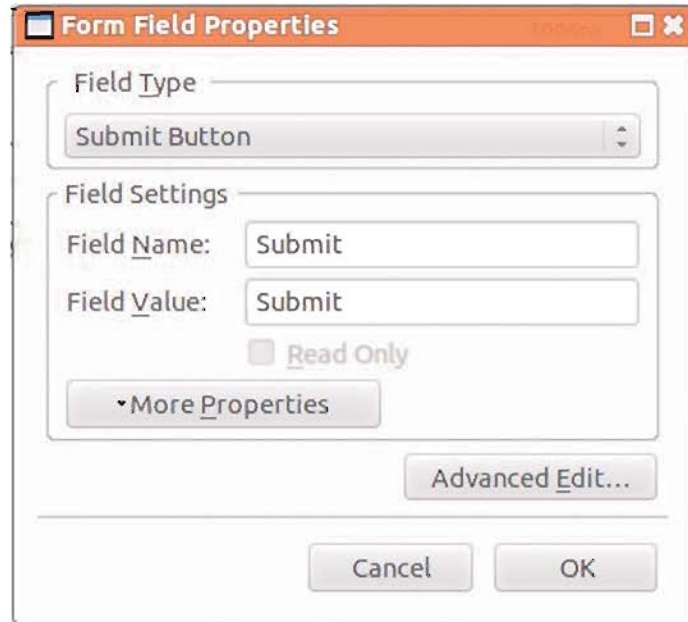 Form Field Properties
Field Type
Submit Button
Field Settings
Field Name: Submit
Field Value: Submit
Read Only
More Properties
Advanced Edit...
Cancel OK